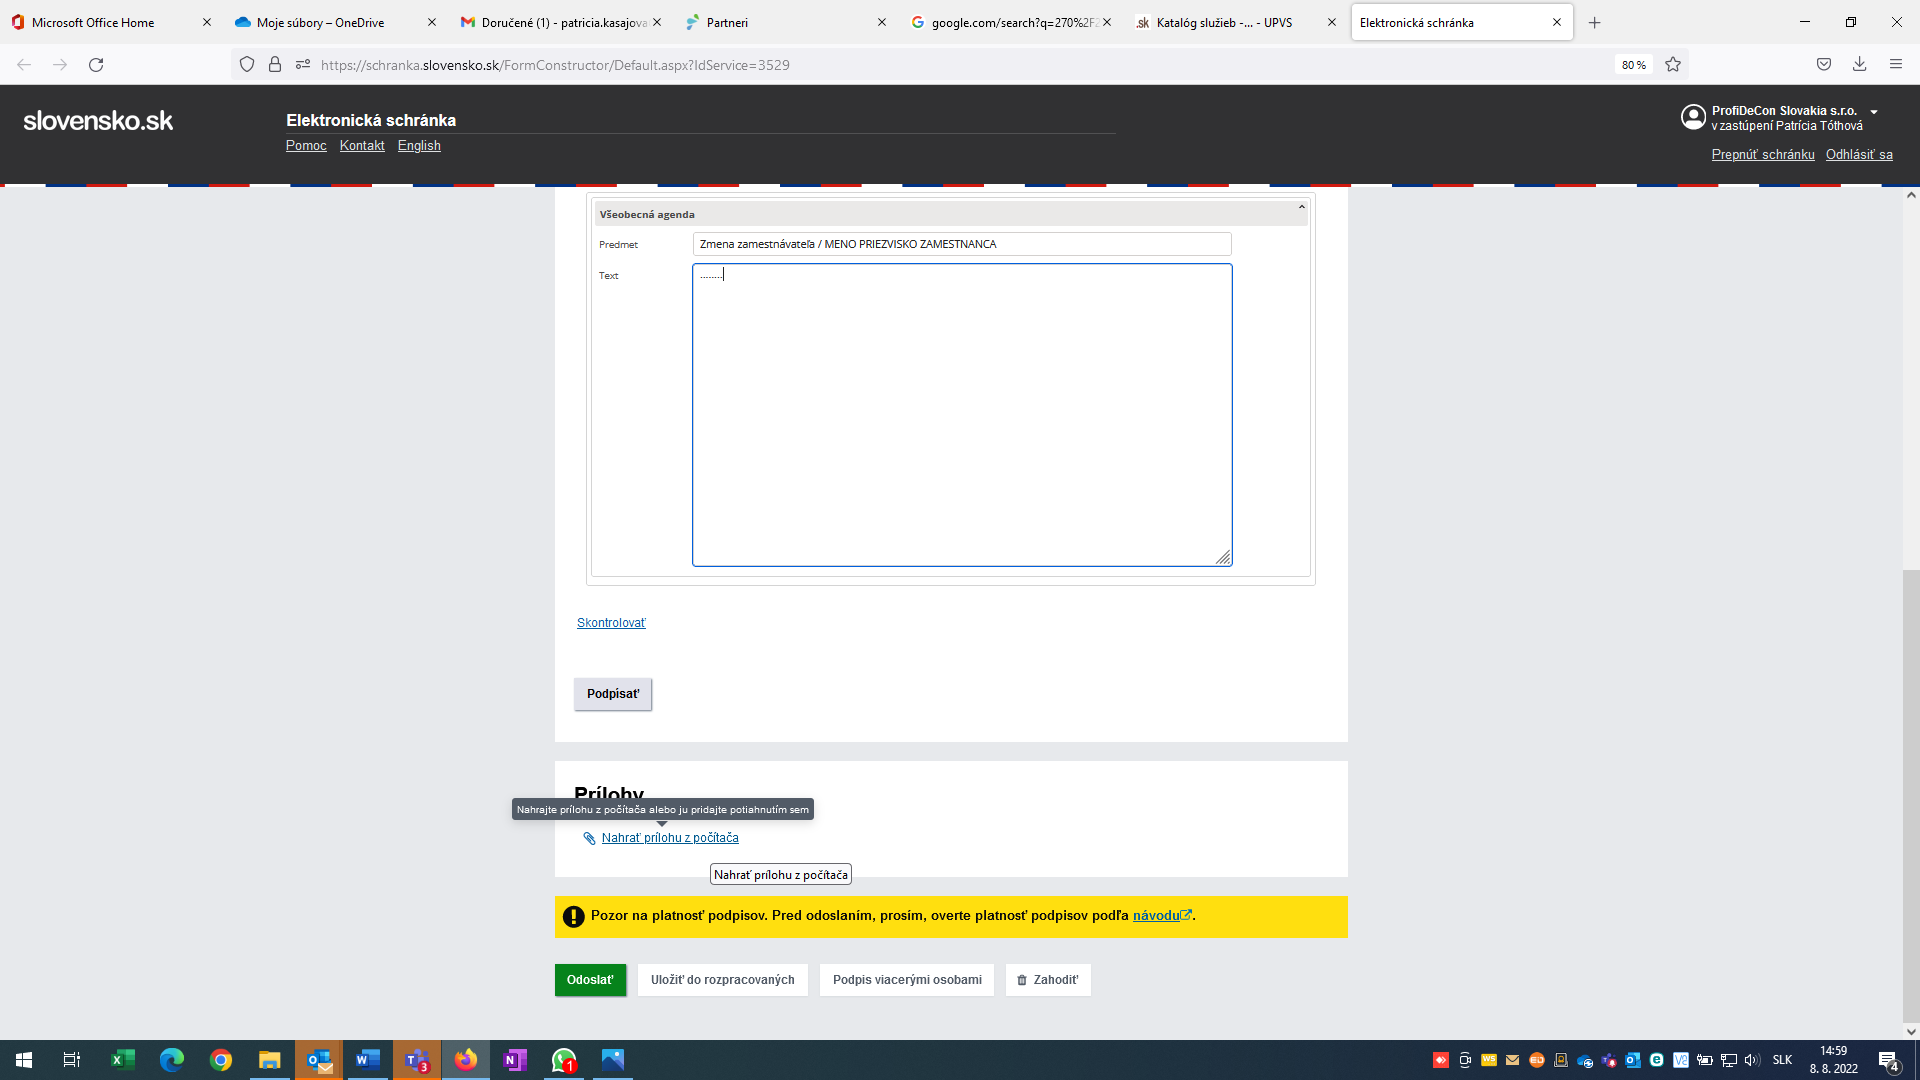 Microsoft Office Home
Moje súbory – OneDrive
Doručené (1) - patricia.kasajova
Partneri
google.com/search?q=270%2F2
.sk Katalóg služieb -... - UPVS
Elektronická schránka
https://schranka.slovensko.sk/FormConstructor/Default.aspx?IdService=3529
80 %
slovensko.sk
Elektronická schránka
Pomoc Kontakt English
ProfiDeCon Slovakia s.r.o.
v zastúpení Patrícia Tóthová
Prepnúť schránku Odhlásiť sa
Všeobecná agenda
Predmet
Zmena zamestnávateľa / MENO PRIEZVISKO ZAMESTNANCA
Text
........
Skontrolovať
Podpísať
Prílohy
Nahrajte prílohu z počítača alebo ju pridajte potiahnutím sem
Nahrať prílohu z počítača
Nahrať prílohu z počítača
Pozor na platnosť podpisov. Pred odoslaním, prosím, overte platnosť podpisov podľa návodu.
Odoslať
Uložiť do rozpracovaných
Podpis viacerými osobami
Zahodiť
3
1
SLK
14:59
8. 8. 2022
4